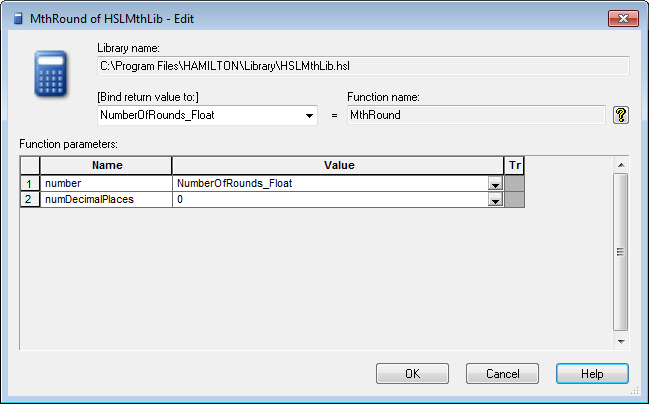 MthRound of HSLMthLib - Edit
Library name:
C:\Program Files\HAMILTON\Library\HSLMthLib.hsl
[Bind return value to:] Function name:
NumberOfRounds_Float = MthRound ?
Function parameters:
Name Value Tr
1 number NumberOfRounds_Float
2 numDecimalPlaces 0
OK Cancel Help